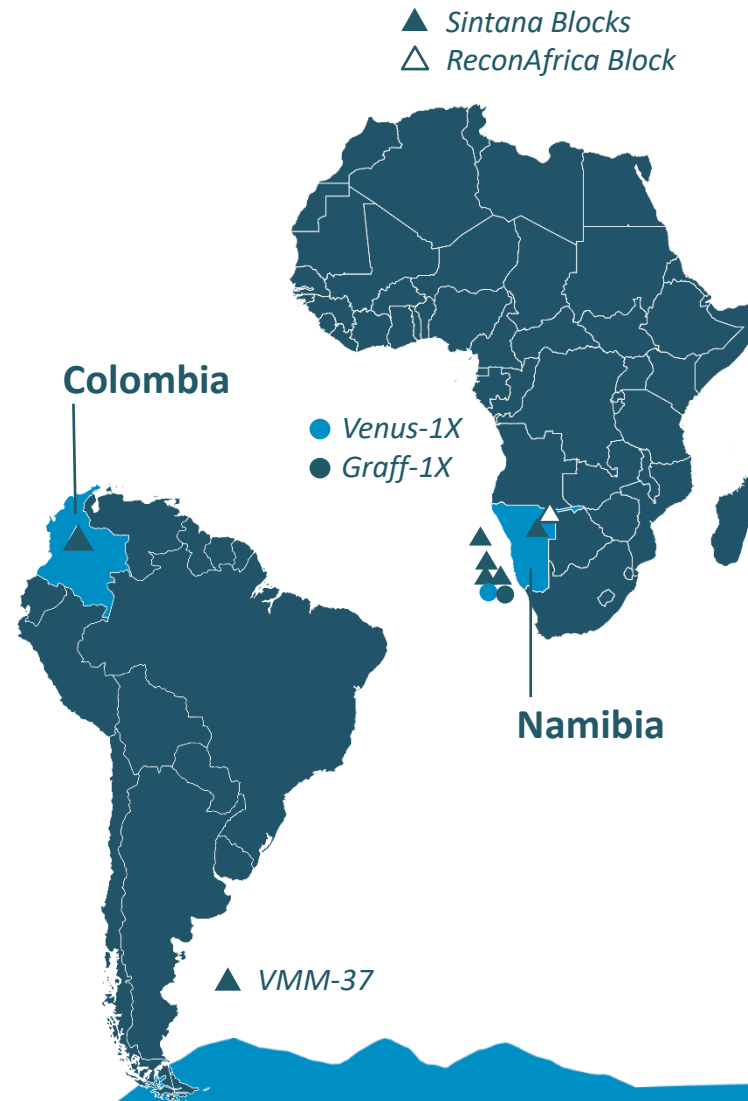 Sintana Blocks
ReconAfrica Block
Colombia
Venus-1X
Graff-1X
Namibia
VMM-37